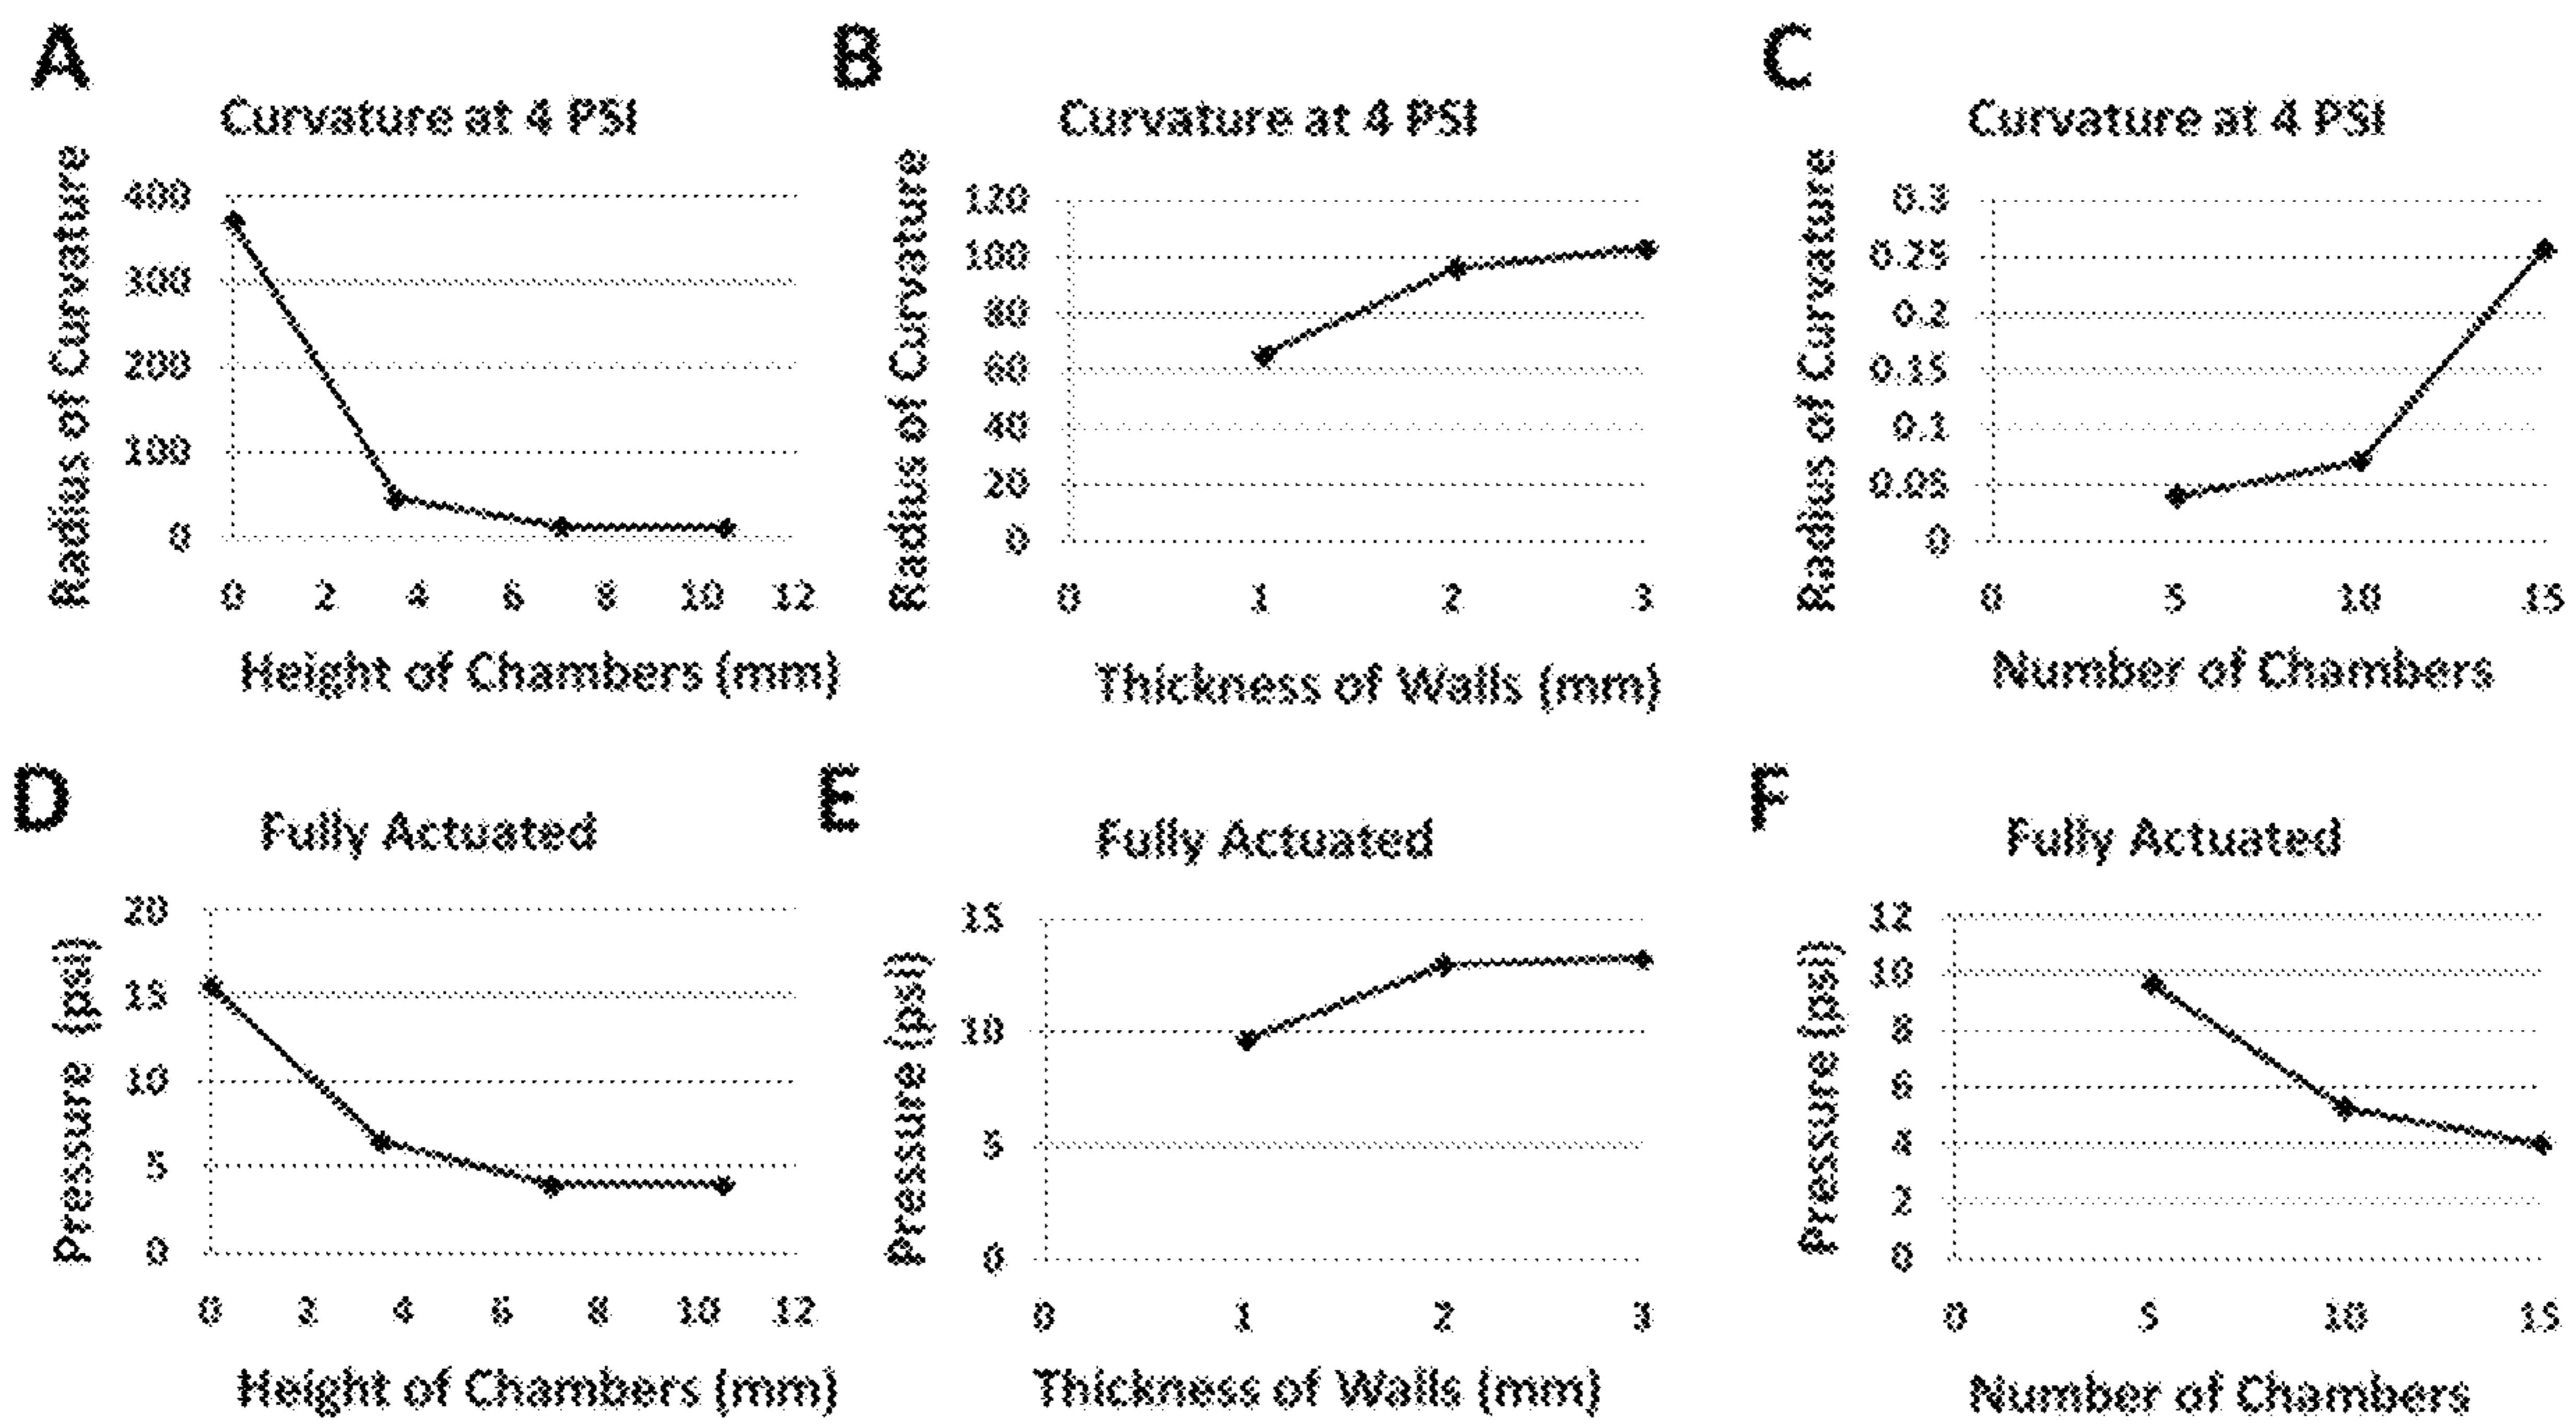 A
Curvature at 4 PSI
Radius of Curvature
400
300
200
100
0
0 2 4 6 8 10 12
Height of Chambers (mm)
B
Curvature at 4 PSI
Radius of Curvature
120
100
80
60
40
20
0
0 1 2 3
Thickness of Walls (mm)
C
Curvature at 4 PSI
Radius of Curvature
0.3
0.25
0.2
0.15
0.1
0.05
0
0 5 10 15
Number of Chambers
D
Fully Actuated
Pressure (psi)
20
15
10
5
0
0 2 4 6 8 10 12
Height of Chambers (mm)
E
Fully Actuated
Pressure (psi)
15
10
5
0
0 1 2 3
Thickness of Walls (mm)
F
Fully Actuated
Pressure (psi)
12
10
8
6
4
2
0
0 5 10 15
Number of Chambers